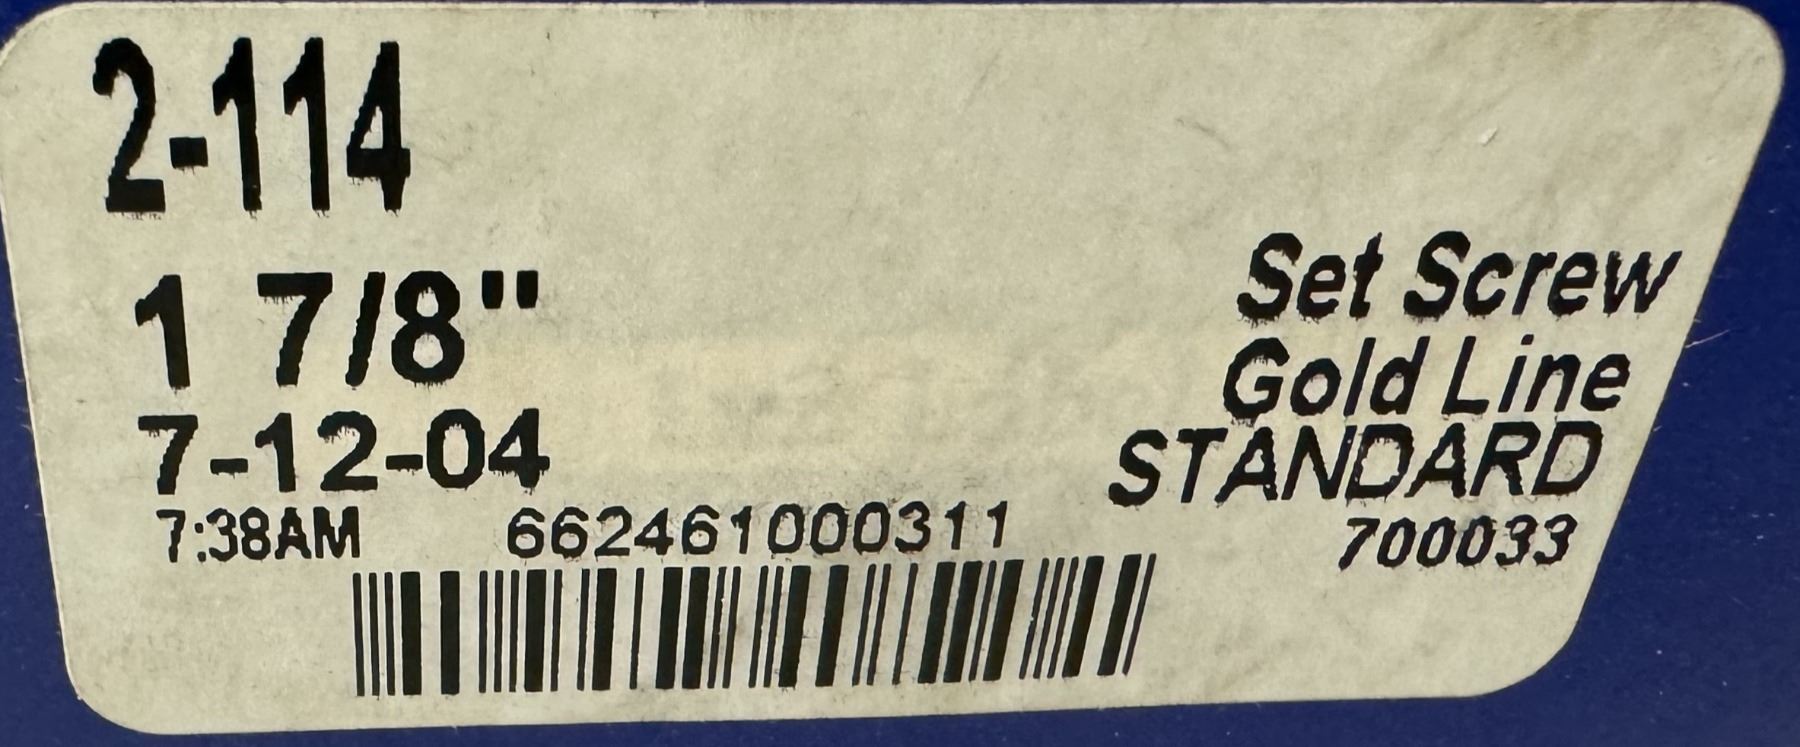 2-114
1 7/8"
7-12-04
7:38AM
662461000311
Set Screw
Gold Line
STANDARD
700033